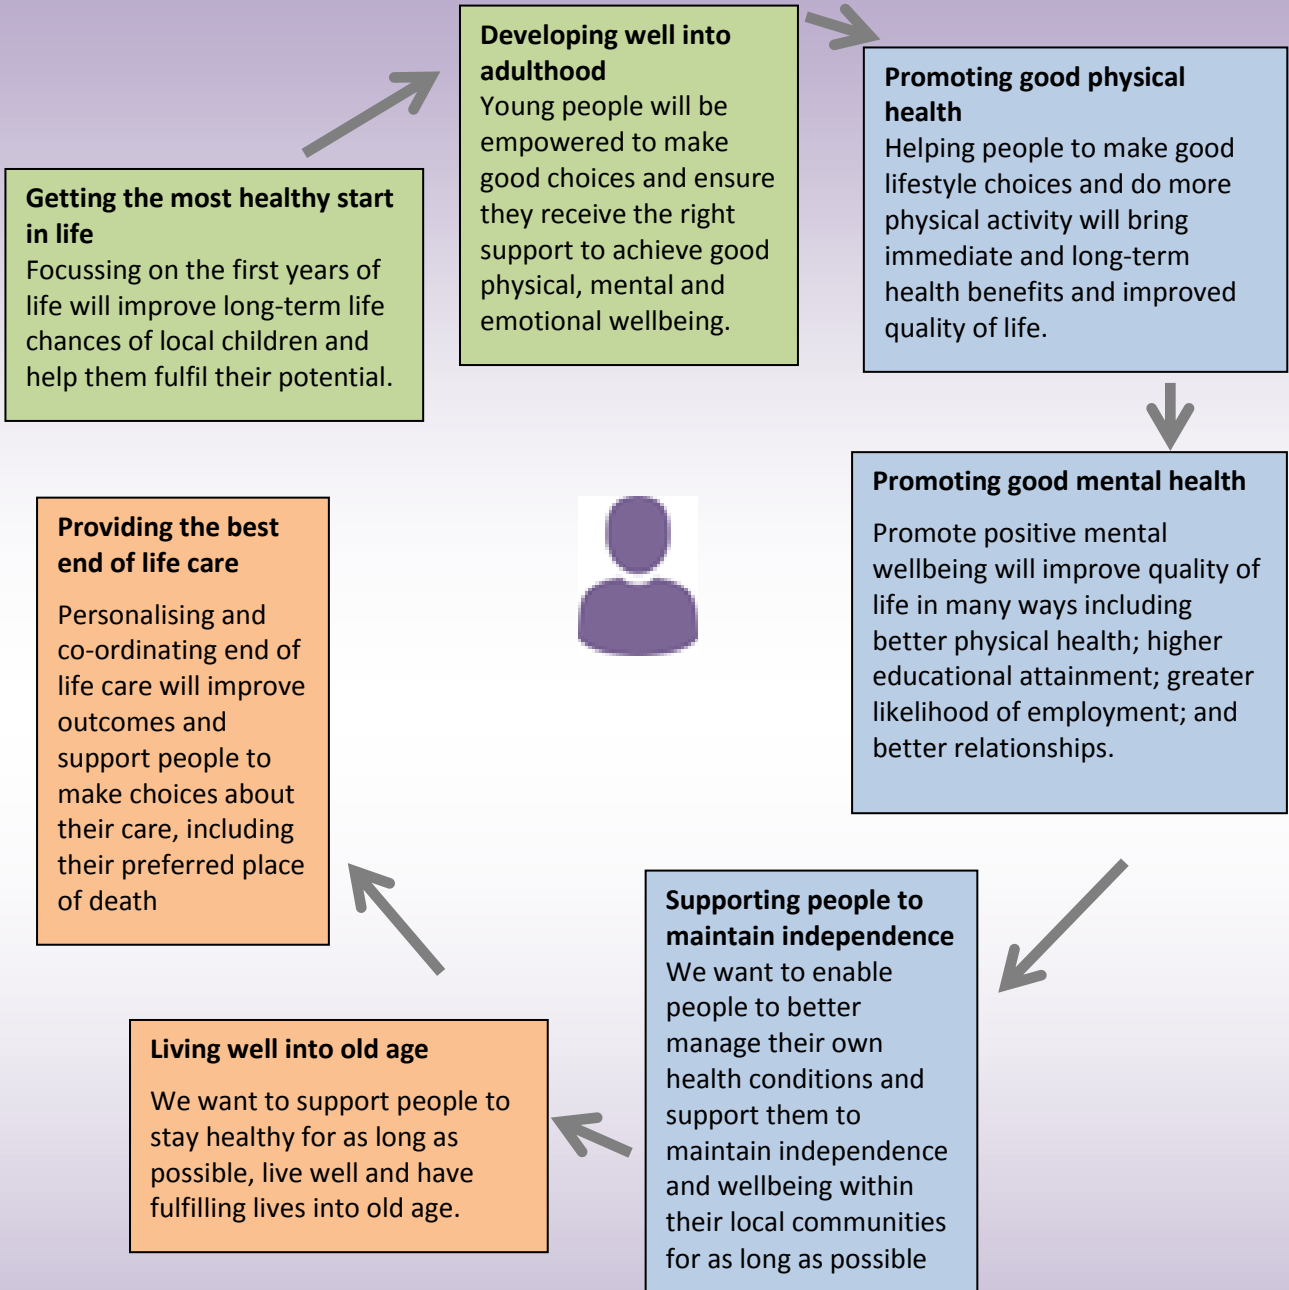 Getting the most healthy start
in life
Focussing on the first years of
life will improve long-term life
chances of local children and
help them fulfil their potential.
Developing well into
adulthood
Young people will be
empowered to make
good choices and ensure
they receive the right
support to achieve good
physical, mental and
emotional wellbeing.
Promoting good physical
health
Helping people to make good
lifestyle choices and do more
physical activity will bring
immediate and long-term
health benefits and improved
quality of life.
Promoting good mental health
Promote positive mental
wellbeing will improve quality of
life in many ways including
better physical health; higher
educational attainment; greater
likelihood of employment; and
better relationships.
Supporting people to
maintain independence
We want to enable
people to better
manage their own
health conditions and
support them to
maintain independence
and wellbeing within
their local communities
for as long as possible
Living well into old age
We want to support people to
stay healthy for as long as
possible, live well and have
fulfilling lives into old age.
Providing the best
end of life care
Personalising and
co-ordinating end of
life care will improve
outcomes and
support people to
make choices about
their care, including
their preferred place
of death